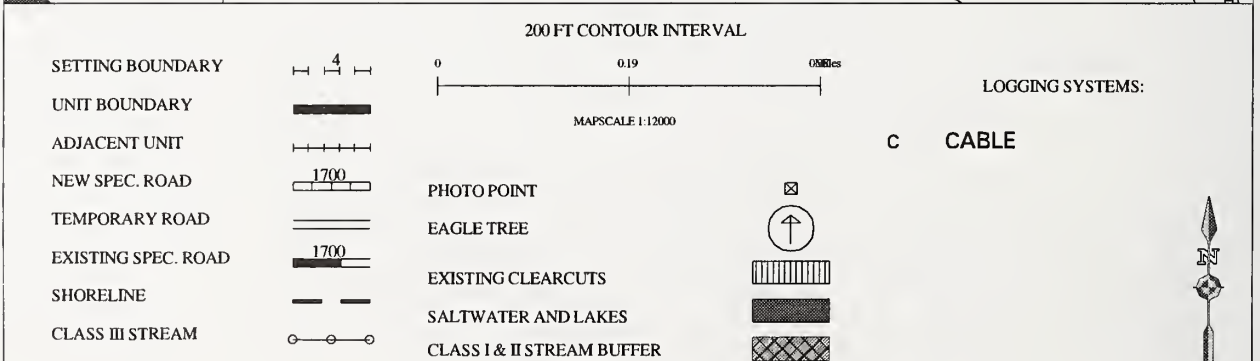 200 FT CONTOUR INTERVAL
SETTING BOUNDARY 4
UNIT BOUNDARY
ADJACENT UNIT
NEW SPEC. ROAD 1700
TEMPORARY ROAD
EXISTING SPEC. ROAD 1700
SHORELINE
CLASS III STREAM
0 0.19
MAPSCALE 1:12000
PHOTO POINT
EAGLE TREE
EXISTING CLEARCUTS
SALTWATER AND LAKES
CLASS I & II STREAM BUFFER
LOGGING SYSTEMS:
C CABLE
N